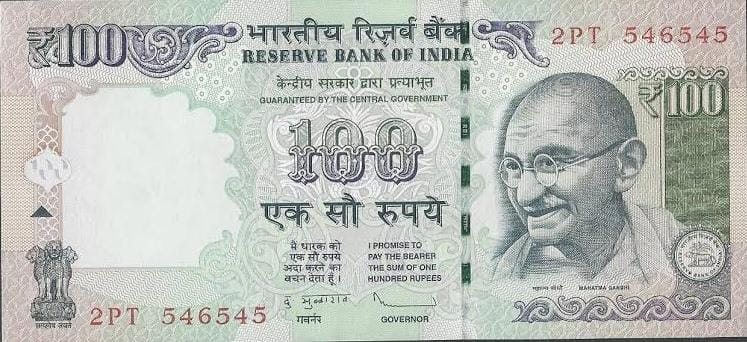 ₹100
भारतीय रिज़र्व बैंक
RESERVE BANK OF INDIA
2PT 546545
केन्द्रीय सरकार द्वारा प्रत्याभूत
GUARANTEED BY THE CENTRAL GOVERNMENT
₹100
100
एक सौ रुपये
मैं धारक को
एक सौ रुपये
अदा करने का
वचन देता हूँ।
I PROMISE TO
PAY THE BEARER
THE SUM OF ONE
HUNDRED RUPEES
महात्मा गांधी MAHATMA GANDHI
गवर्नर GOVERNOR
सत्यमेव जयते
2PT 546545